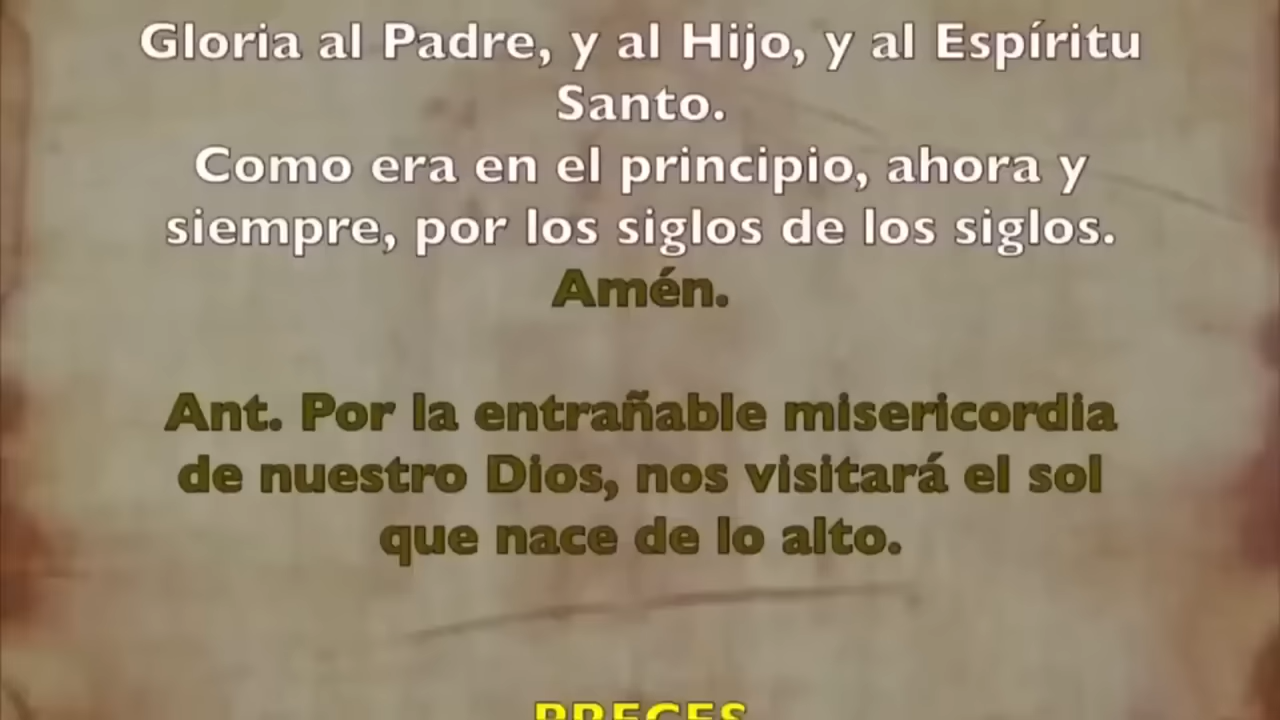 Gloria al Padre, y al Hijo, y al Espíritu
Santo.
Como era en el principio, ahora y
siempre, por los siglos de los siglos.
Amén.
Ant. Por la entrañable misericordia
de nuestro Dios, nos visitará el sol
que nace de lo alto.
PRECES